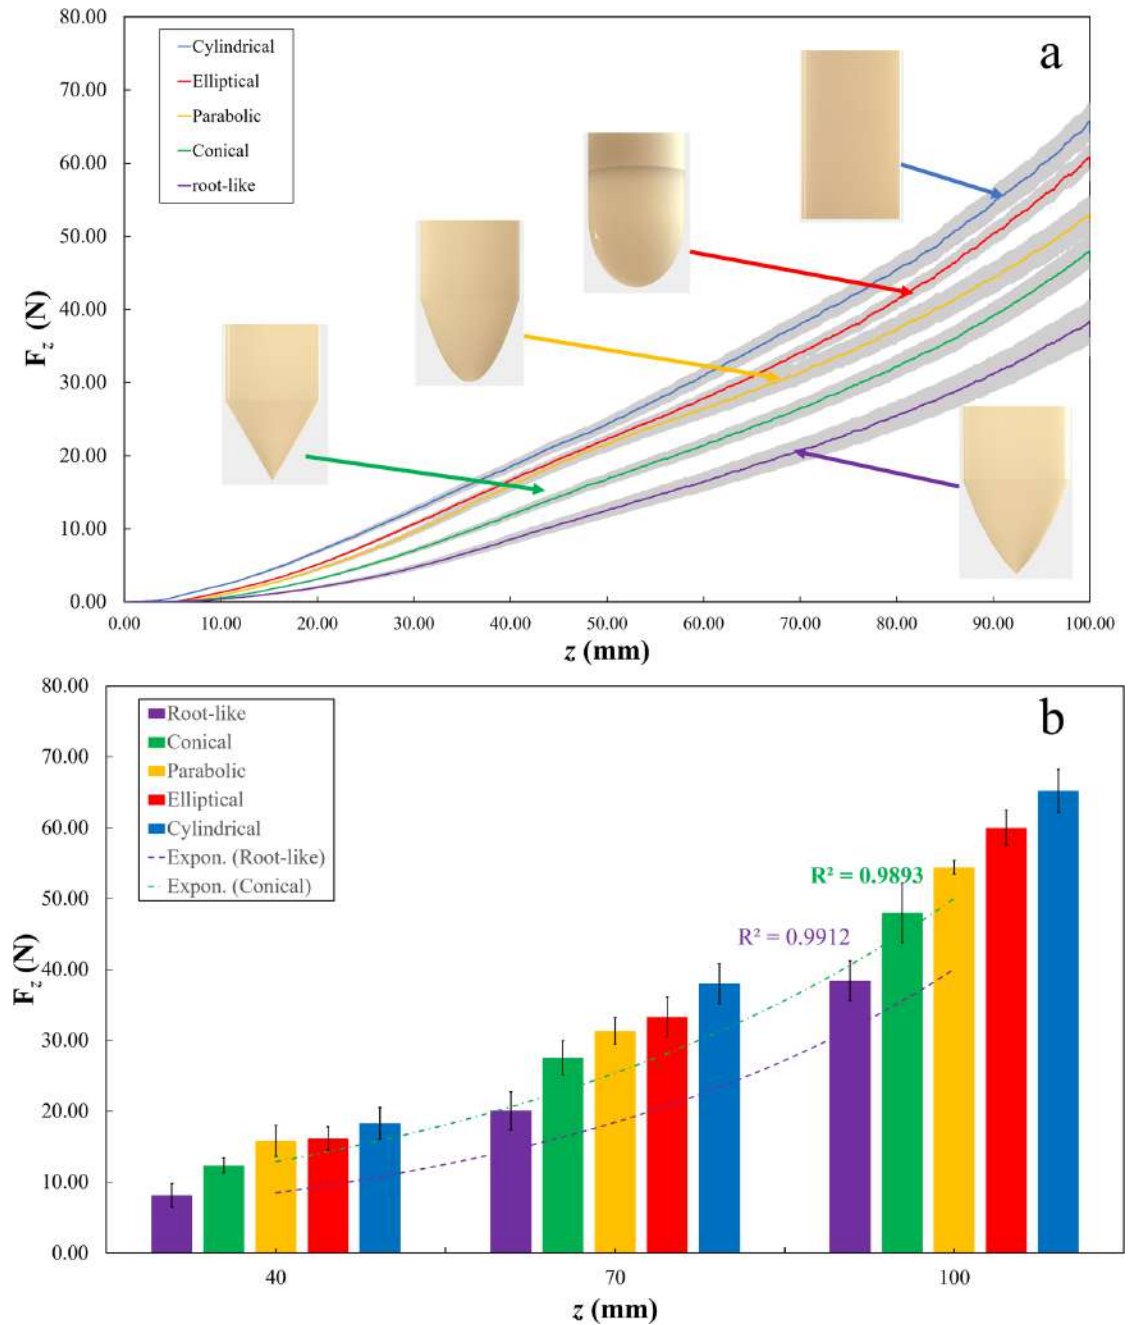 80.00
70.00
60.00
50.00
40.00
30.00
20.00
10.00
0.00
F_z (N)
Cylindrical
Elliptical
Parabolic
Conical
root-like
a
0.00 10.00 20.00 30.00 40.00 50.00 60.00 70.00 80.00 90.00 100.00
z (mm)
80.00
70.00
60.00
50.00
40.00
30.00
20.00
10.00
0.00
F_z (N)
Root-like
Conical
Parabolic
Elliptical
Cylindrical
Expon. (Root-like)
Expon. (Conical)
b
R² = 0.9893
R² = 0.9912
40 70 100
z (mm)